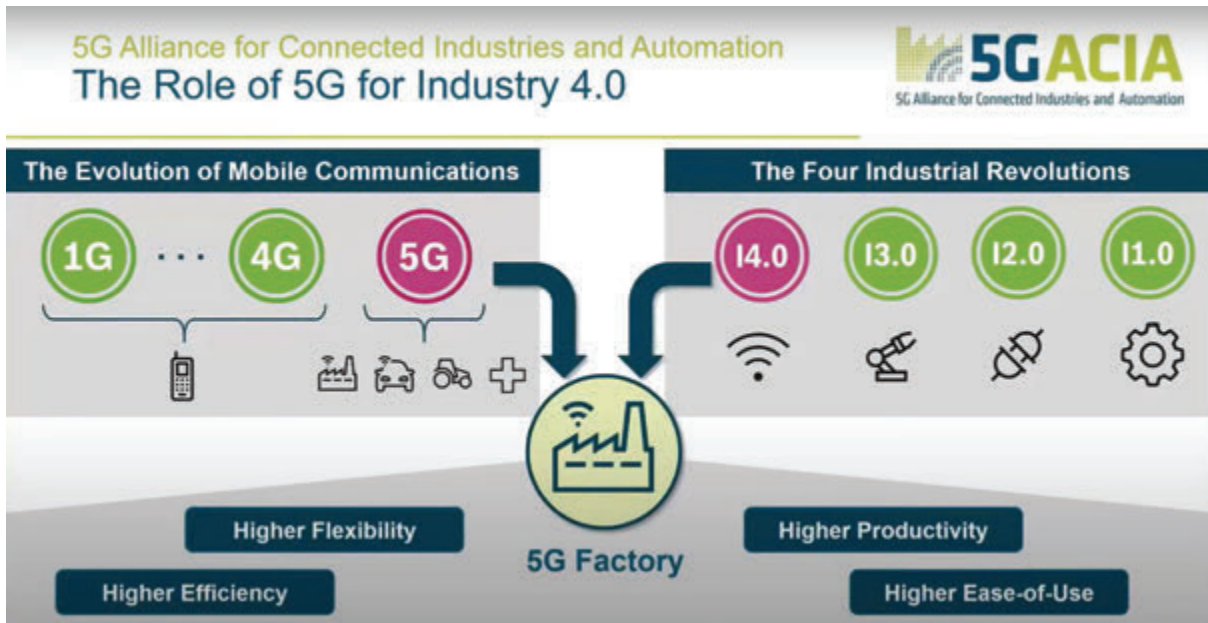 5G Alliance for Connected Industries and Automation
The Role of 5G for Industry 4.0
5GACIA
5G Alliance for Connected Industries and Automation
The Evolution of Mobile Communications
1G ... 4G 5G
The Four Industrial Revolutions
I4.0 I3.0 I2.0 I1.0
5G Factory
Higher Flexibility
Higher Efficiency
Higher Productivity
Higher Ease-of-Use